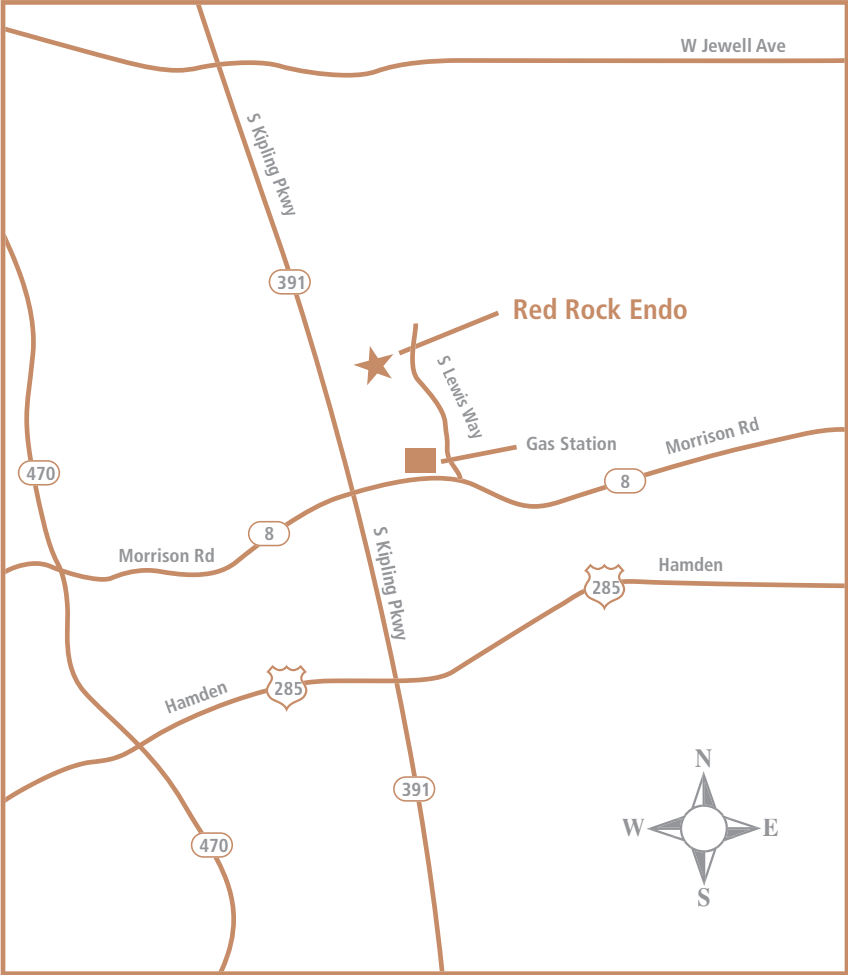 W Jewell Ave
S Kipling Pkwy
391
Red Rock Endo
S Lewis Way
Gas Station
Morrison Rd
470
8
8
Morrison Rd
S Kipling Pkwy
Hamden
285
285
Hamden
N
391
W
E
470
S